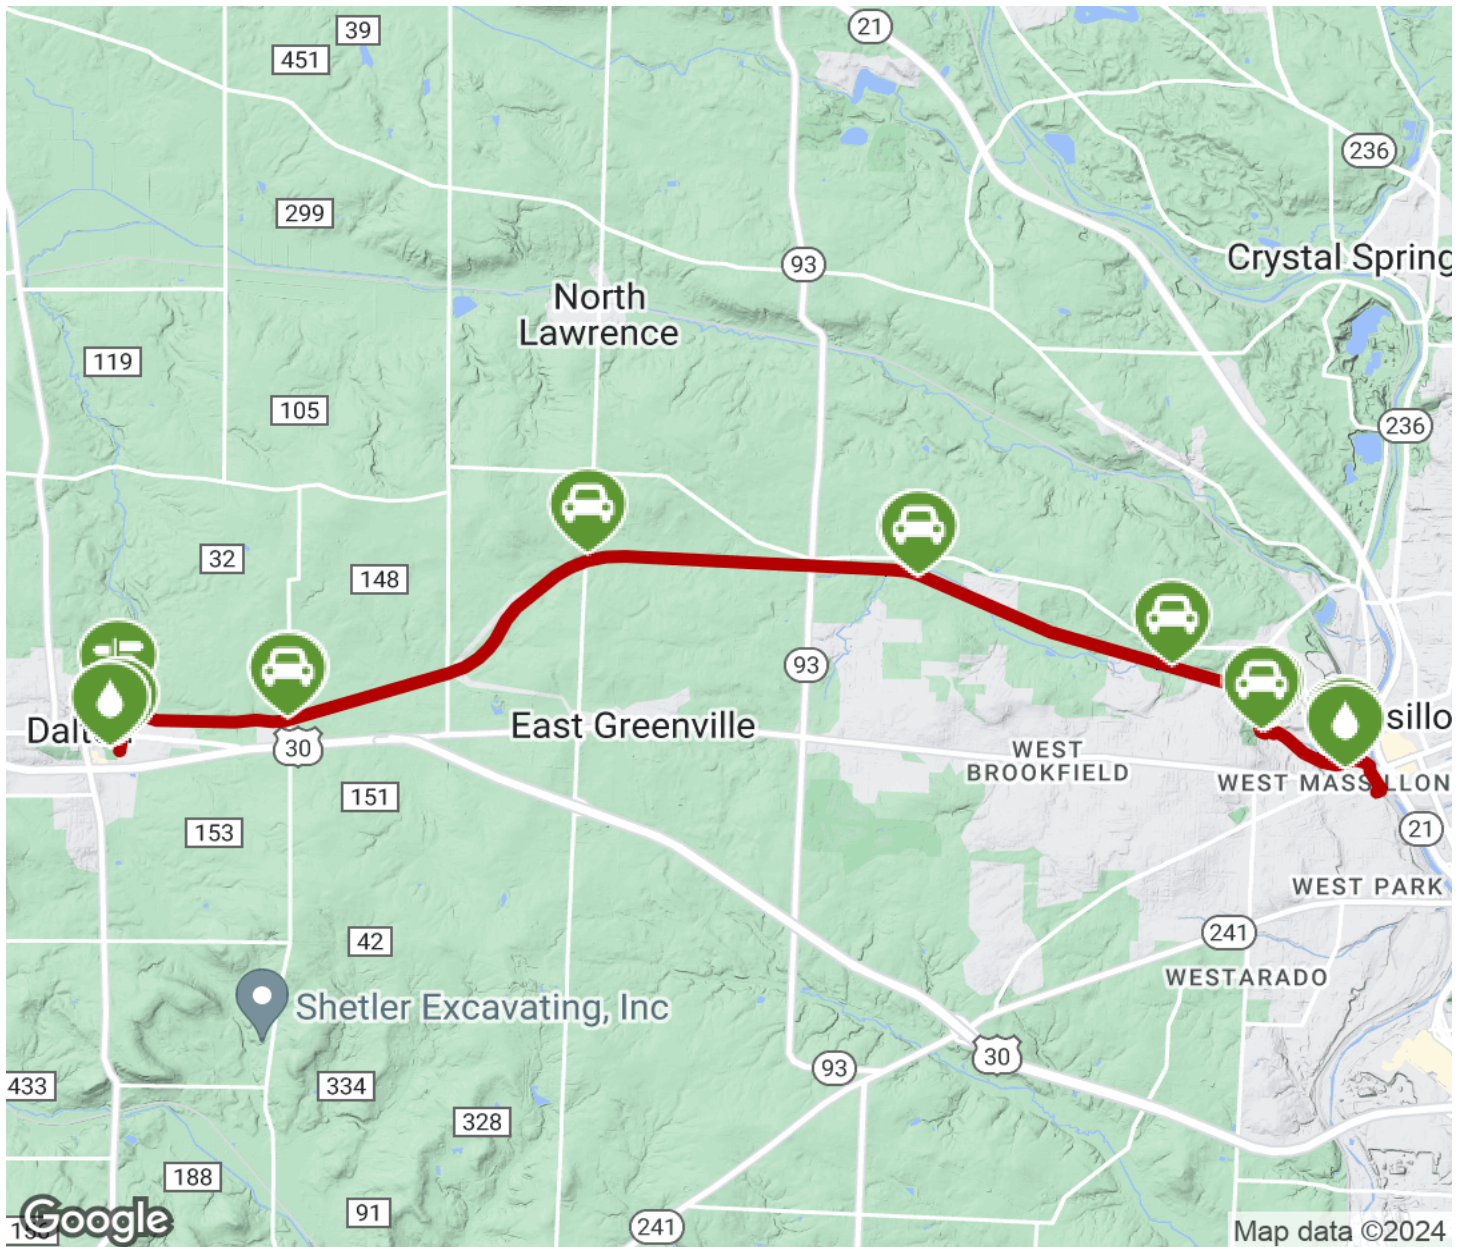 39
21
451
236
299
93
Crystal Spring
North
Lawrence
119
105
236
32
148
93
Dalt
30
East Greenville
sillo
WEST
BROOKFIELD
WEST MASSILLON
151
153
21
WEST PARK
42
241
WESTARADO
Shetler Excavating, Inc
30
93
433
334
328
188
91
241
Google
Map data ©2024